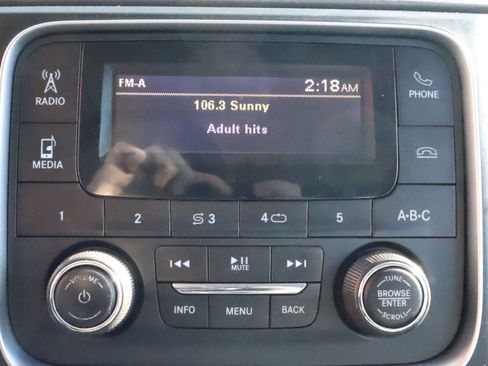 FM-A 2:18AM
106.3 Sunny
Adult hits
RADIO
MEDIA
PHONE
1 2 3 4 5 A•B•C
MUTE
INFO MENU BACK
VOLUME
TUNE
BROWSE
ENTER
SCROLL